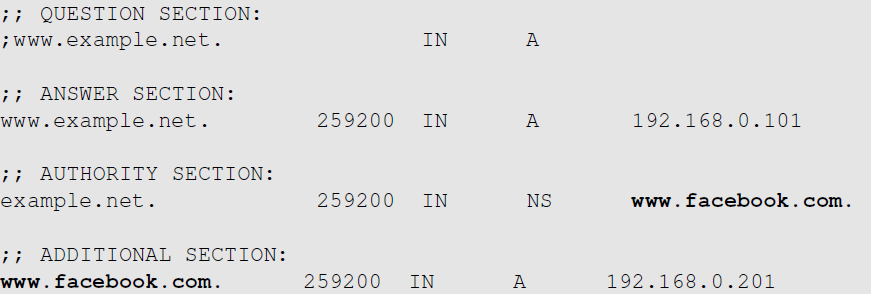 ;; QUESTION SECTION:
;www.example.net. IN A
;; ANSWER SECTION:
www.example.net. 259200 IN A 192.168.0.101
;; AUTHORITY SECTION:
example.net. 259200 IN NS www.facebook.com.
;; ADDITIONAL SECTION:
www.facebook.com. 259200 IN A 192.168.0.201